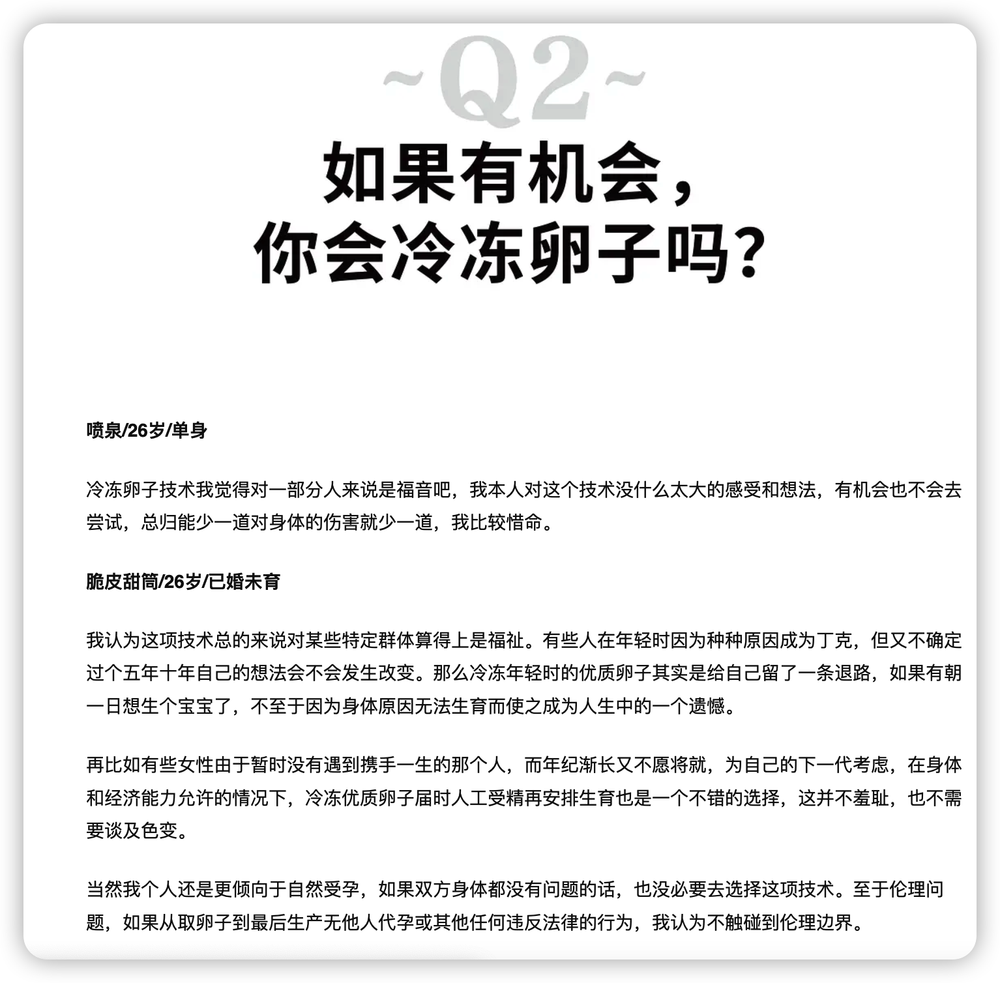 ~Q2~
如果有机会，
你会冷冻卵子吗？
喷泉/26岁/单身
冷冻卵子技术我觉得对一部分人来说是福音吧，我本人对这个技术没什么太大的感受和想法，有机会也不会去
尝试，总归能少一道对身体的伤害就少一道，我比较惜命。
脆皮甜筒/26岁/已婚未育
我认为这项技术总的来说对某些特定群体算得上是福祉。有些人在年轻时因为种种原因成为丁克，但又不确定
过个五年十年自己的想法会不会发生改变。那么冷冻年轻时的优质卵子其实是给自己留了一条退路，如果有朝
一日想生个宝宝了，不至于因为身体原因无法生育而使之成为人生中的一个遗憾。
再比如有些女性由于暂时没有遇到携手一生的那个人，而年纪渐长又不愿将就，为自己的下一代考虑，在身体
和经济能力允许的情况下，冷冻优质卵子届时人工受精再安排生育也是一个不错的选择，这并不羞耻，也不需
要谈及色变。
当然我个人还是更倾向于自然受孕，如果双方身体都没有问题的话，也没必要去选择这项技术。至于伦理问
题，如果从取卵子到最后生产无他人代孕或其他任何违反法律的行为，我认为不触碰到伦理边界。